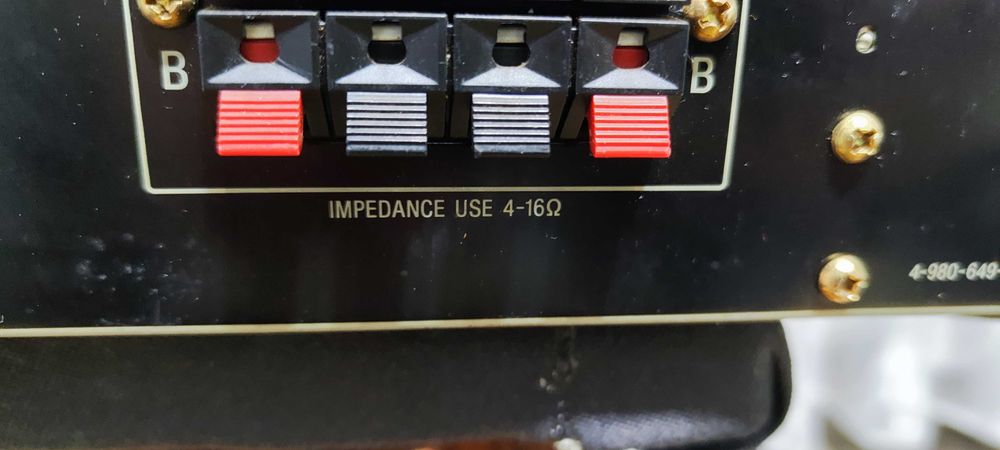 B B
IMPEDANCE USE 4-16Ω
4-980-649-